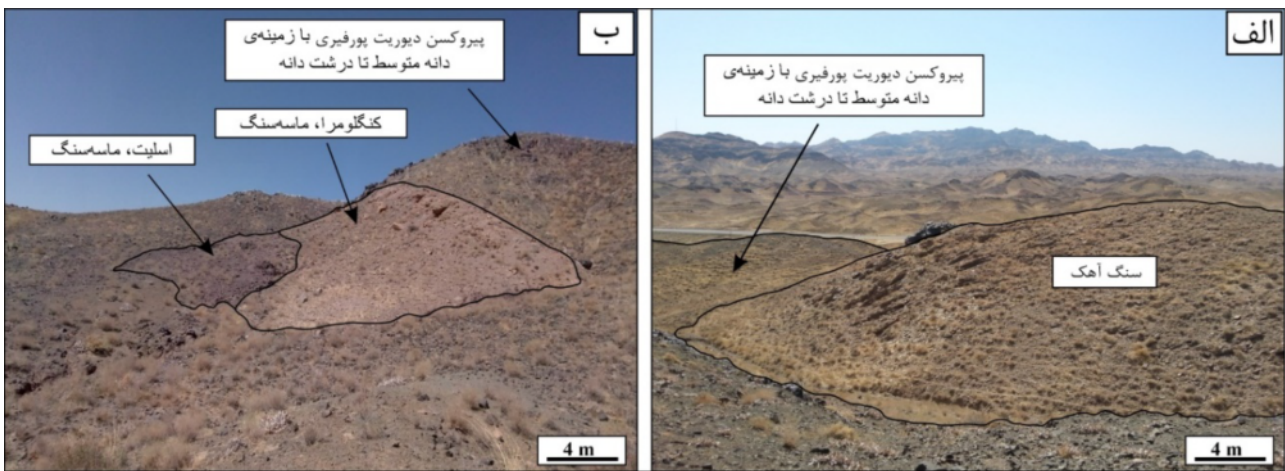 الف
پیروکسن دیوریت پورفیری با زمینه‌ی
دانه متوسط تا درشت دانه
سنگ آهک
4 m
ب
پیروکسن دیوریت پورفیری با زمینه‌ی
دانه متوسط تا درشت دانه
کنگلومرا، ماسه‌سنگ
اسلیت، ماسه‌سنگ
4 m